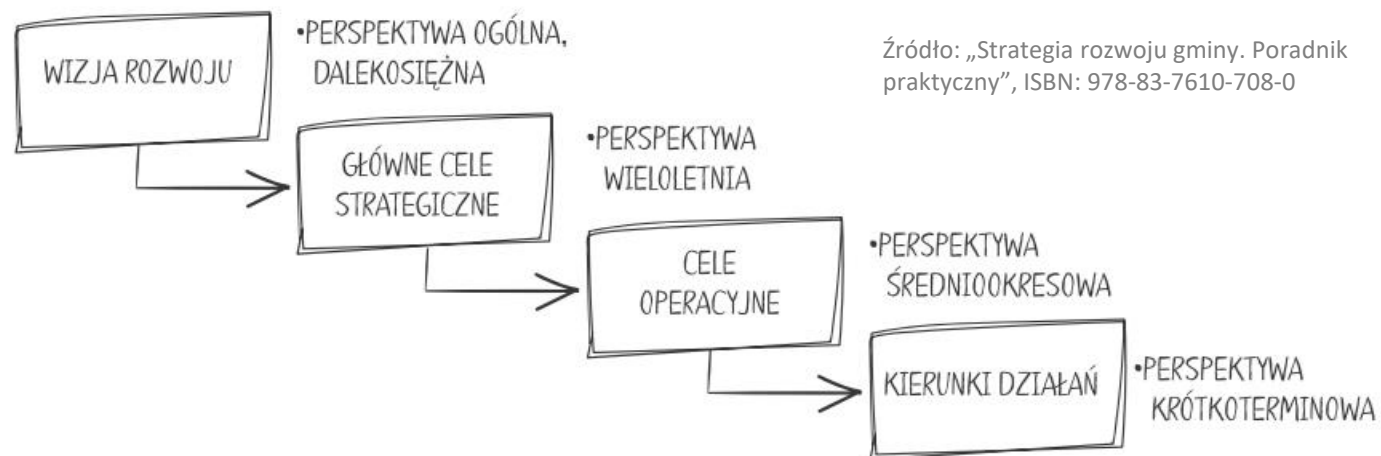 WIZJA ROZWOJU
•PERSPEKTYWA OGÓLNA,
DALEKOSIĘŻNA
Źródło: „Strategia rozwoju gminy. Poradnik
praktyczny”, ISBN: 978-83-7610-708-0
GŁÓWNE CELE
STRATEGICZNE
•PERSPEKTYWA
WIELOLETNIA
CELE
OPERACYJNE
•PERSPEKTYWA
ŚREDNIOOKRESOWA
KIERUNKI DZIAŁAŃ
•PERSPEKTYWA
KRÓTKOTERMINOWA